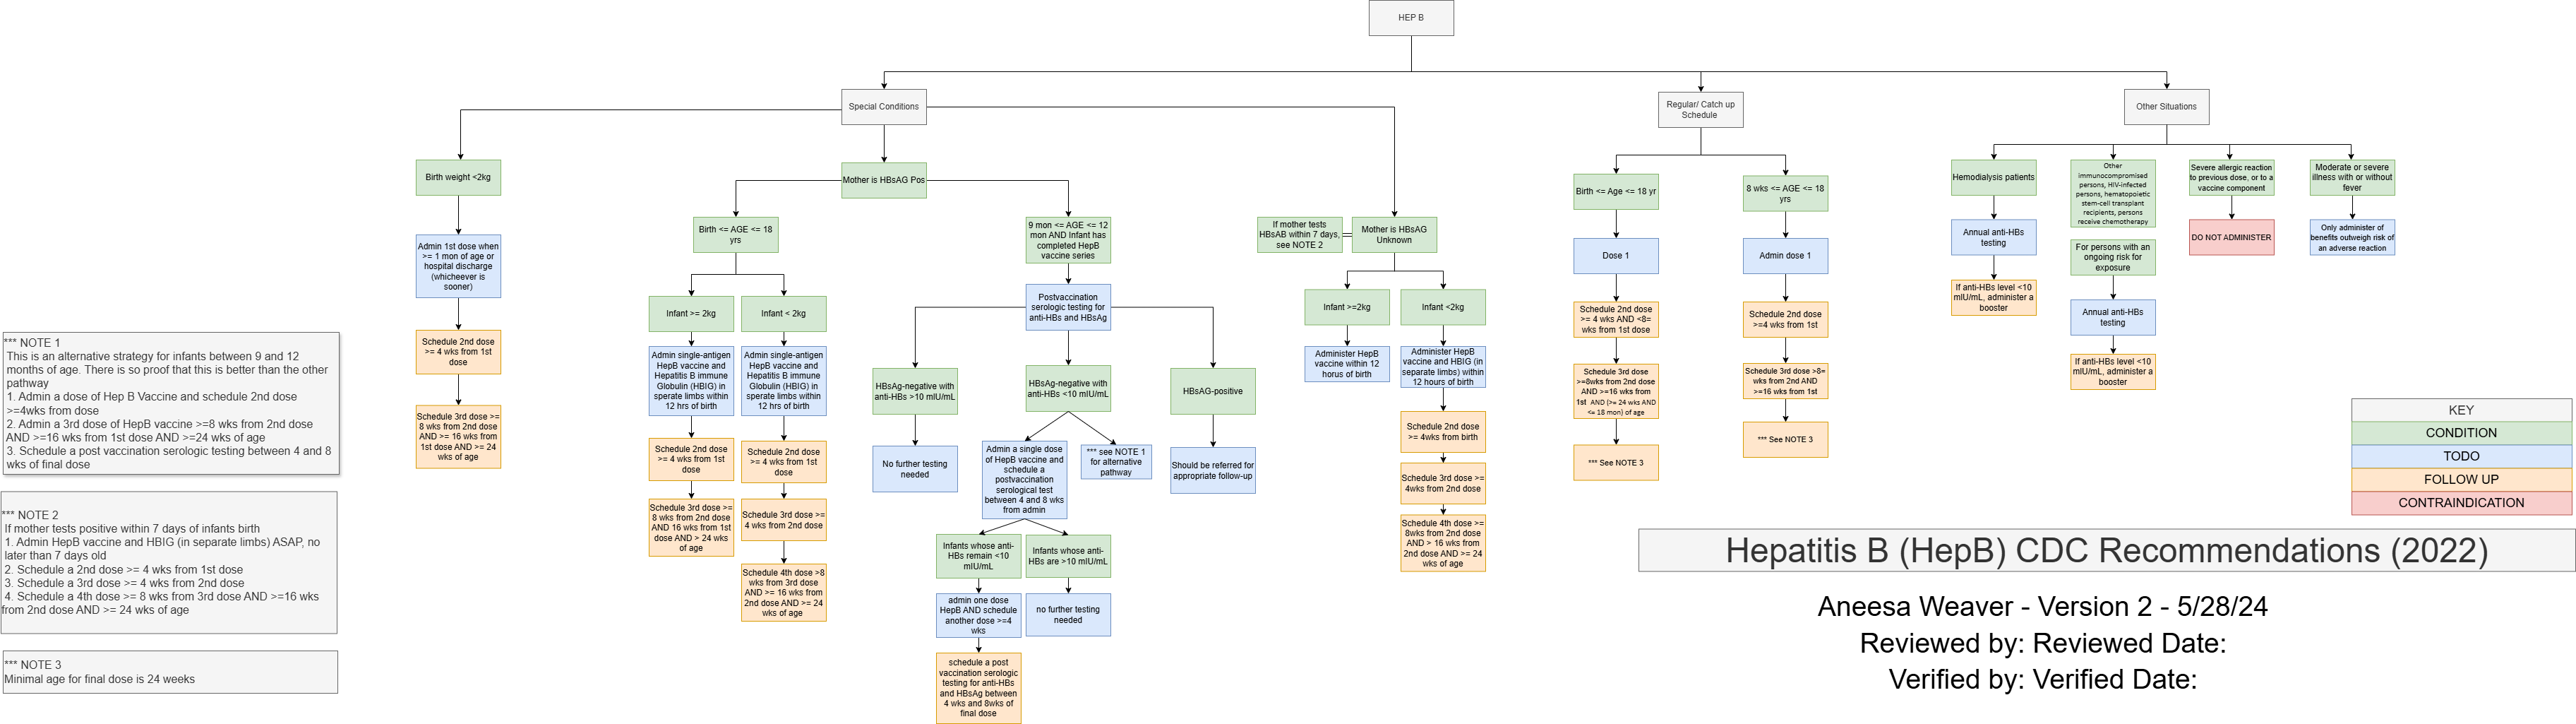 HEP B
Special Conditions
Regular/ Catch up
Schedule
Other Situations
Birth weight <2kg
Admin 1st dose when
>= 1 mon of age or
hospital discharge
(whicheever is
sooner)
Schedule 2nd dose
>= 4 wks from 1st
dose
Schedule 3rd dose >=
8 wks from 2nd dose
AND >= 16 wks from
1st dose AND >= 24
wks of age
Mother is HBsAG Pos
Birth <= AGE <= 18
yrs
Infant >= 2kg
Admin single-antigen
HepB vaccine and
Hepatitis B immune
Globulin (HBIG) in
sperate limbs within
12 hrs of birth
Schedule 2nd dose
>= 4 wks from 1st
dose
Schedule 3rd dose >=
8 wks from 2nd dose
AND 16 wks from 1st
dose AND > 24 wks
of age
Infant < 2kg
Admin single-antigen
HepB vaccine and
Hepatitis B immune
Globulin (HBIG) in
sperate limbs within
12 hrs of birth
Schedule 2nd dose
>= 4 wks from 1st
dose
Schedule 3rd dose >=
4 wks from 2nd dose
Schedule 4th dose >8
wks from 3rd dose
AND >= 16 wks from
2nd dose AND >= 24
wks of age
9 mon <= AGE <= 12
mon AND Infant has
completed HepB
vaccine series
Postvaccination
serologic testing for
anti-HBs and HBsAg
HBsAg-negative with
anti-HBs >10 mIU/mL
No further testing
needed
HBsAg-negative with
anti-HBs <10 mIU/mL
Admin a single dose
of HepB vaccine and
schedule a
postvaccination
serological test
between 4 and 8 wks
from admin
*** see NOTE 1
for alternative
pathway
Infants whose anti-
HBs remain <10
mIU/mL
admin one dose
HepB AND schedule
another dose >=4
wks
schedule a post
vaccination serologic
testing for anti-HBs
and HBsAg between
4 wks and 8wks of
final dose
Infants whose anti-
HBs are >10 mIU/mL
no further testing
needed
HBsAG-positive
Should be referred for
appropriate follow-up
If mother tests
HBsAB within 7 days,
see NOTE 2
Mother is HBsAG
Unknown
Infant >=2kg
Administer HepB
vaccine within 12
horus of birth
Infant <2kg
Administer HepB
vaccine and HBIG (in
separate limbs) within
12 hours of birth
Schedule 2nd dose
>= 4wks from birth
Schedule 3rd dose >=
4wks from 2nd dose
Schedule 4th dose >=
8wks from 2nd dose
AND > 16 wks from
2nd dose AND >= 24
wks of age
Birth <= Age <= 18 yr
Dose 1
Schedule 2nd dose
>= 4 wks AND <8=
wks from 1st dose
Schedule 3rd dose
>=8wks from 2nd dose
AND >=16 wks from
1st AND (>= 24 wks AND
<= 18 mon) of age
*** See NOTE 3
8 wks <= AGE <= 18
yrs
Admin dose 1
Schedule 2nd dose
>=4 wks from 1st
Schedule 3rd dose >8=
wks from 2nd AND
>=16 wks from 1st
*** See NOTE 3
Hemodialysis patients
Annual anti-HBs
testing
If anti-HBs level <10
mIU/mL, administer a
booster
Other
immunocompromised
persons, HIV-infected
persons, hematopoietic
stem-cell transplant
recipients, persons
receive chemotherapy
For persons with an
ongoing risk for
exposure
Annual anti-HBs
testing
If anti-HBs level <10
mIU/mL, administer a
booster
Severe allergic reaction
to previous dose, or to a
vaccine component
DO NOT ADMINISTER
Moderate or severe
illness with or without
fever
Only administer of
benefits outweigh risk of
an adverse reaction
*** NOTE 1
This is an alternative strategy for infants between 9 and 12
months of age. There is so proof that this is better than the other
pathway
1. Admin a dose of Hep B Vaccine and schedule 2nd dose
>=4wks from dose
2. Admin a 3rd dose of HepB vaccine >=8 wks from 2nd dose
AND >=16 wks from 1st dose AND >=24 wks of age
3. Schedule a post vaccination serologic testing between 4 and 8
wks of final dose
*** NOTE 2
If mother tests positive within 7 days of infants birth
1. Admin HepB vaccine and HBIG (in separate limbs) ASAP, no
later than 7 days old
2. Schedule a 2nd dose >= 4 wks from 1st dose
3. Schedule a 3rd dose >= 4 wks from 2nd dose
4. Schedule a 4th dose >= 8 wks from 3rd dose AND >=16 wks
from 2nd dose AND >= 24 wks of age
*** NOTE 3
Minimal age for final dose is 24 weeks
KEY
CONDITION
TODO
FOLLOW UP
CONTRAINDICATION
Hepatitis B (HepB) CDC Recommendations (2022)
Aneesa Weaver - Version 2 - 5/28/24
Reviewed by: Reviewed Date:
Verified by: Verified Date: